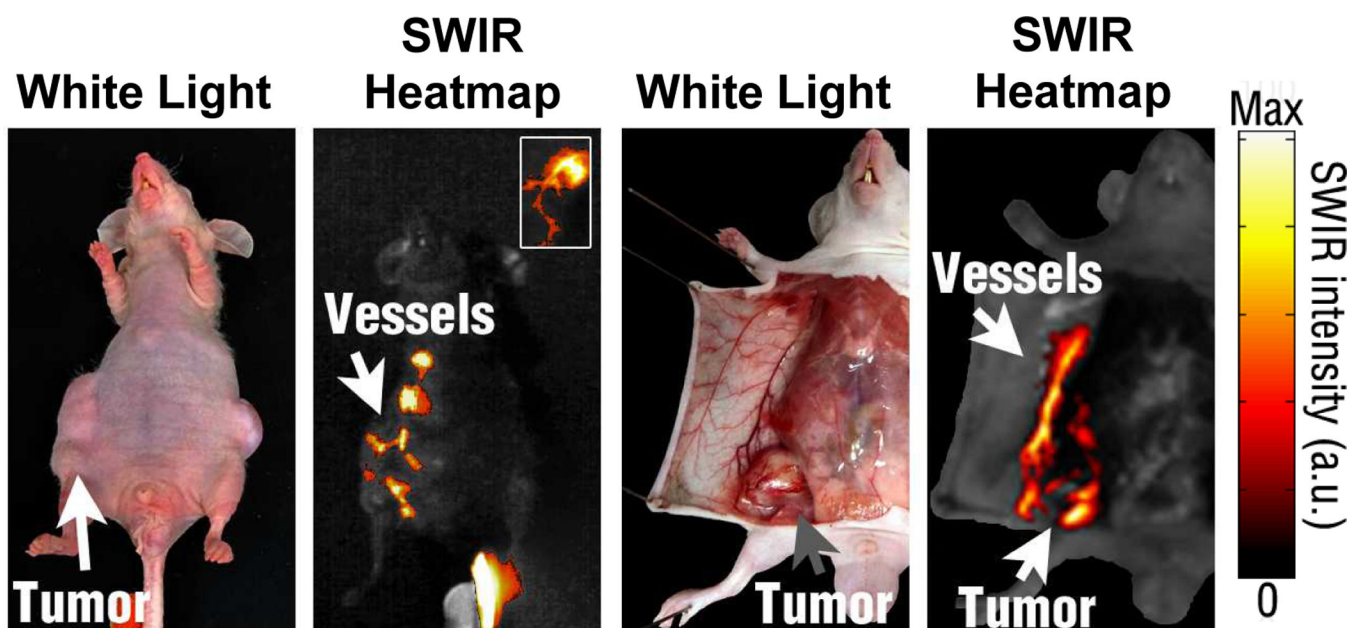 White Light
SWIR
Heatmap
White Light
SWIR
Heatmap
Tumor
Vessels
Tumor
Vessels
Tumor
Max
0
SWIR intensity (a.u.)